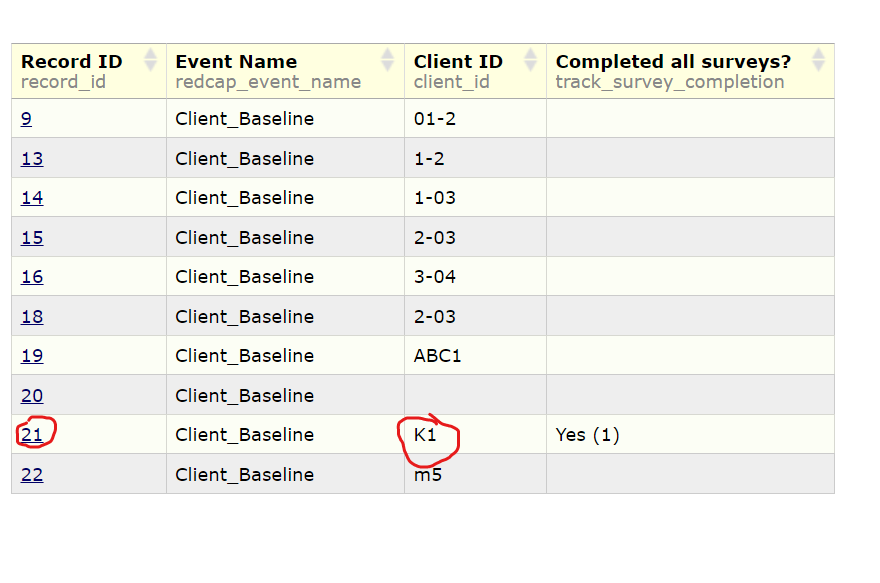 Record ID Event Name Client ID Completed all surveys?
record_id redcap_event_name client_id track_survey_completion
9 Client_Baseline 01-2
13 Client_Baseline 1-2
14 Client_Baseline 1-03
15 Client_Baseline 2-03
16 Client_Baseline 3-04
18 Client_Baseline 2-03
19 Client_Baseline ABC1
20 Client_Baseline
21 Client_Baseline K1 Yes (1)
22 Client_Baseline m5